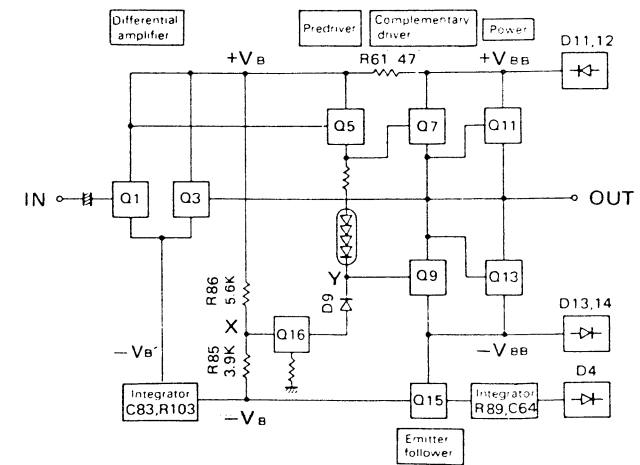 Differential
amplifier
Predriver
Complementary
driver
Power
+VB
R61 47
+VBB
D11,12
Q5
Q7
Q11
IN
Q1
Q3
OUT
Y
Q9
Q13
R86
5.6K
D9
D13,14
X
Q16
-VB'
R85
3.9K
-VBB
D4
Integrator
C83,R103
-VB
Q15
Integrator
R89,C64
Emitter
follower